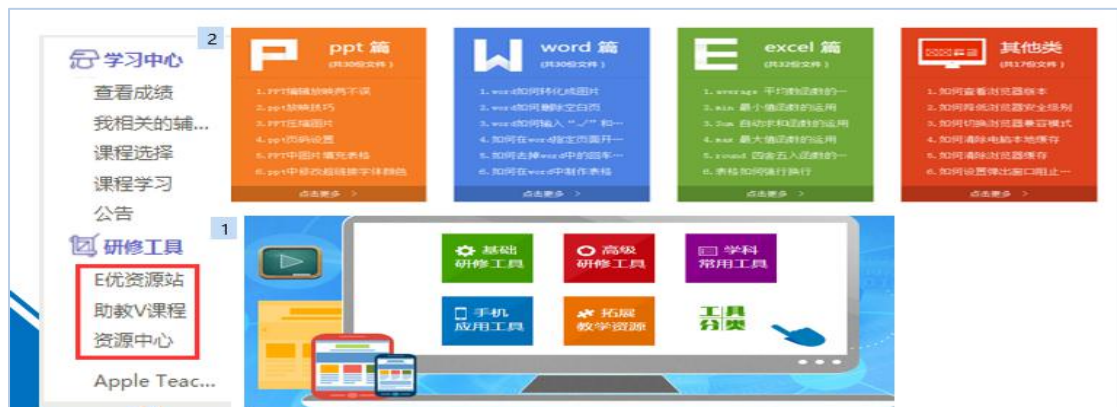 学习中心
查看成绩
我相关的辅...
课程选择
课程学习
公告
研修工具
E优资源站
助教V课程
资源中心
Apple Teac...
2
P
ppt 篇
(共30份文件)
1.PPT编辑放映两不误
2.ppt放映技巧
3.PPT压缩图片
4.ppt页码设置
5.PPT中图片填充表格
6.ppt中修改超链接字体颜色
点击更多 >
W
word 篇
(共30份文件)
1.word如何转化成图片
2.word如何删除空白页
3.word如何输入“√”和…
4.如何在word指定页面开…
5.如何去掉word中的回车…
6.如何在word中制作表格
点击更多 >
E
excel 篇
(共32份文件)
1.average 平均数函数的一
2.min 最小值函数的运用
3.Sum 自动求和函数的运用
4.max 最大值函数的运用
5.round 四舍五入函数的一
6.表格如何强行换行
点击更多 >
其他类
(共17份文件)
1.如何查看浏览器版本
2.如何降低浏览器安全级别
3.如何切换浏览器兼容模式
4.如何清除电脑本地缓存
5.如何清除浏览器缓存
6.如何设置弹出窗口阻止…
点击更多 >
1
基础
研修工具
高级
研修工具
学科
常用工具
手机
应用工具
拓展
教学资源
工具
分类